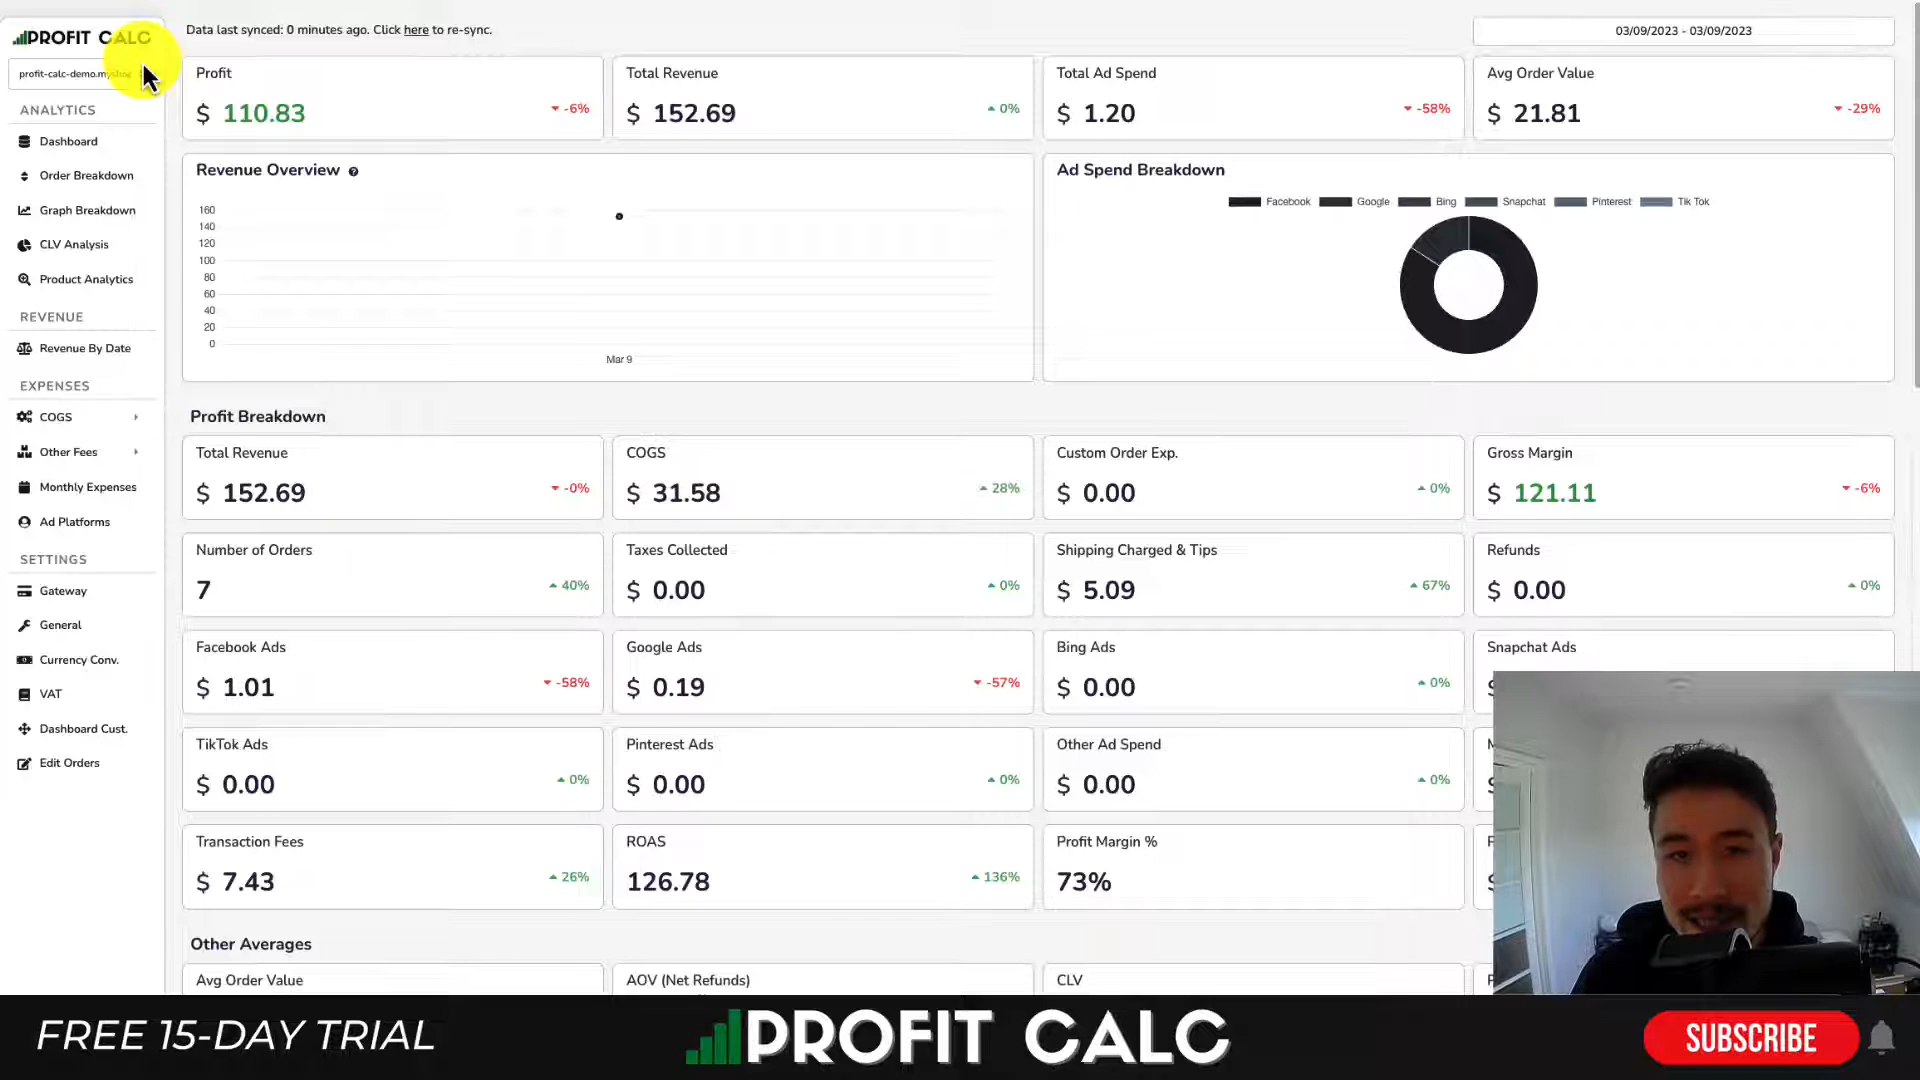 PROFIT CALC
Data last synced: 0 minutes ago. Click here to re-sync.
03/09/2023 - 03/09/2023
profit-calc-demo.myshop
Profit
$ 110.83
-6%
Total Revenue
$ 152.69
0%
Total Ad Spend
$ 1.20
-58%
Avg Order Value
$ 21.81
-29%
ANALYTICS
Dashboard
Order Breakdown
Graph Breakdown
CLV Analysis
Product Analytics
REVENUE
Revenue By Date
EXPENSES
COGS
Other Fees
Monthly Expenses
Ad Platforms
SETTINGS
Gateway
General
Currency Conv.
VAT
Dashboard Cust.
Edit Orders
Revenue Overview
160
140
120
100
80
60
40
20
0
Mar 9
Ad Spend Breakdown
Facebook Google Bing Snapchat Pinterest Tik Tok
Profit Breakdown
Total Revenue
$ 152.69
-0%
COGS
$ 31.58
28%
Custom Order Exp.
$ 0.00
0%
Gross Margin
$ 121.11
-6%
Number of Orders
7
40%
Taxes Collected
$ 0.00
0%
Shipping Charged & Tips
$ 5.09
67%
Refunds
$ 0.00
0%
Facebook Ads
$ 1.01
-58%
Google Ads
$ 0.19
-57%
Bing Ads
$ 0.00
0%
Snapchat Ads
TikTok Ads
$ 0.00
0%
Pinterest Ads
$ 0.00
0%
Other Ad Spend
$ 0.00
0%
Transaction Fees
$ 7.43
26%
ROAS
126.78
136%
Profit Margin %
73%
Other Averages
Avg Order Value
AOV (Net Refunds)
CLV
FREE 15-DAY TRIAL
PROFIT CALC
SUBSCRIBE